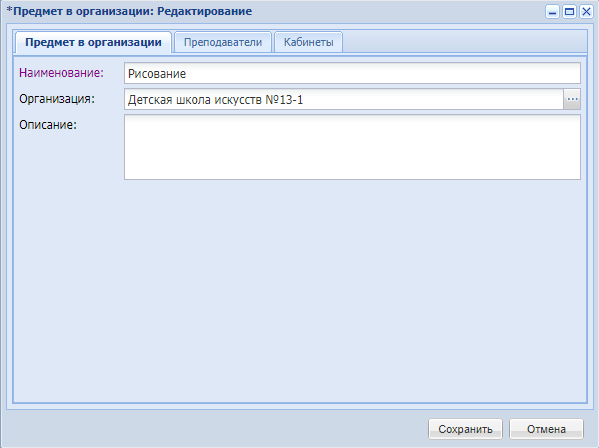 *Предмет в организации: Редактирование
Предмет в организации Преподаватели Кабинеты
Наименование: Рисование
Организация: Детская школа искусств №13-1 ...
Описание:
Сохранить Отмена